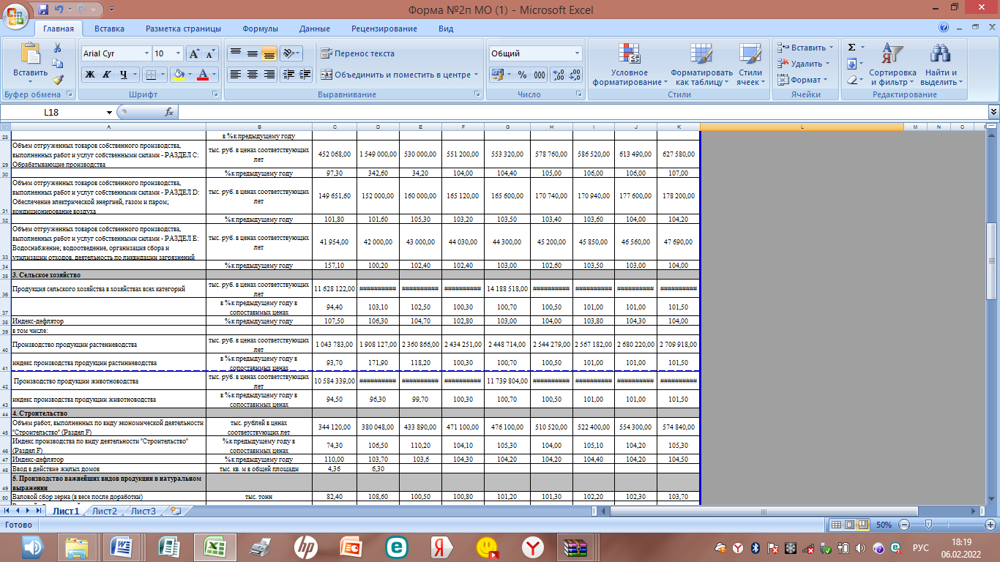 Форма №2п МО (1) - Microsoft Excel
Главная Вставка Разметка страницы Формулы Данные Рецензирование Вид
Arial Cyr 10 Перенос текста Общий Вставить
Вставить Ж К Ч Объединить и поместить в центре % 000 Условное форматирование Форматировать как таблицу Стили ячеек Удалить Формат Сортировка и фильтр Найти и выделить
Буфер обмена Шрифт Выравнивание Число Стили Ячейки Редактирование
L18 fx
A B C D E F G H I J K L M N O
28 в % к предыдущему году
29 Объем отгруженных товаров собственного производства,
выполненных работ и услуг собственными силами - РАЗДЕЛ C:
Обрабатывающие производства
тыс. руб. в ценах соответствующих
лет
452 068,00 1 549 000,00 530 000,00 551 200,00 553 320,00 578 760,00 586 520,00 613 490,00 627 580,00
30 % к предыдущему году 97,30 342,60 34,20 104,00 104,40 105,00 106,00 106,00 107,00
31 Объем отгруженных товаров собственного производства,
выполненных работ и услуг собственными силами - РАЗДЕЛ D:
Обеспечение электрической энергией, газом и паром;
кондиционирование воздуха
тыс. руб. в ценах соответствующих
лет
149 651,60 152 000,00 160 000,00 165 120,00 165 600,00 170 740,00 170 940,00 177 600,00 178 200,00
32 % к предыдущему году 101,80 101,60 105,30 103,20 103,50 103,40 103,60 104,00 104,20
33 Объем отгруженных товаров собственного производства,
выполненных работ и услуг собственными силами - РАЗДЕЛ E:
Водоснабжение; водоотведение, организация сбора и
утилизации отходов, деятельность по ликвидации загрязнений
тыс. руб. в ценах соответствующих
лет
41 954,00 42 000,00 43 000,00 44 030,00 44 300,00 45 200,00 45 850,00 46 560,00 47 690,00
34 % к предыдущему году 157,10 100,20 102,40 102,40 103,00 102,60 103,50 103,00 104,00
35 3. Сельское хозяйство
36 Продукция сельского хозяйства в хозяйствах всех категорий
тыс. руб. в ценах соответствующих
лет
11 628 122,00 ########## ########## ########## 14 188 518,00 ########## ########## ########## ##########
37 в % к предыдущему году в
сопоставимых ценах
94,40 103,10 102,50 100,30 100,70 100,50 101,00 101,00 101,50
38 Индекс-дефлятор % к предыдущему году 107,50 106,30 104,70 102,80 103,00 104,00 103,80 104,30 104,00
39 в том числе:
40 Производство продукции растениеводства
тыс. руб. в ценах соответствующих
лет
1 043 783,00 1 908 127,00 2 360 866,00 2 434 251,00 2 448 714,00 2 544 279,00 2 567 182,00 2 680 220,00 2 709 918,00
41 индекс производства продукции растиниеводства
в % к предыдущему году в
сопоставимых ценах
93,70 171,90 118,20 100,30 100,70 100,50 101,00 101,00 101,50
42 Производство продукции животноводства
тыс. руб. в ценах соответствующих
лет
10 584 339,00 ########## ########## ########## 11 739 804,00 ########## ########## ########## ##########
43 индекс производства продукции животноводства
в % к предыдущему году в
сопоставимых ценах
94,50 96,30 99,70 100,30 100,70 100,50 101,00 101,00 101,50
44 4. Строительство
45 Объем работ, выполненных по виду экономической деятельности
"Строительство" (Раздел F)
тыс. рублей в ценах
соответствующих лет
344 120,00 380 048,00 433 890,00 471 100,00 476 100,00 510 520,00 522 400,00 554 300,00 574 840,00
46 Индекс производства по виду деятельности "Строительство"
(Раздел F)
% к предыдущему году в
сопоставимых ценах
74,30 106,50 110,20 104,10 105,30 104,00 105,10 104,20 105,30
47 Индекс-дефлятор % к предыдущему году 110,00 103,70 103,6 104,30 104,20 104,20 104,40 104,20 104,50
48 Ввод в действие жилых домов тыс. кв. м в общей площади 4,36 6,30
49 5. Производство важнейших видов продукции в натуральном
выражении
50 Валовой сбор зерна (в весе после доработки) тыс. тонн 82,40 108,60 100,50 100,80 101,20 101,30 102,20 102,30 103,70
Лист1 Лист2 Лист3
Готово 50%
РУС 18:19
06.02.2022